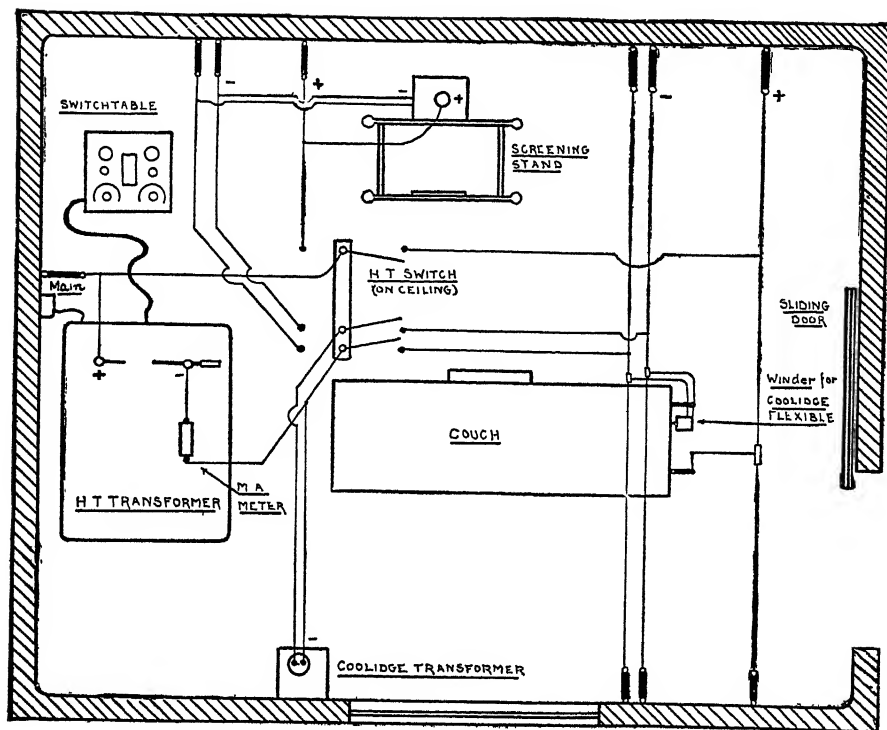 SWITCHTABLE
-
+
-
+
-
+
SCREENING
STAND
H T SWITCH
(ON CEILING)
Main
SLIDING
DOOR
+
-
Winder for
COOLIDGE
FLEXIBLE
COUCH
H T TRANSFORMER
M A
METER
-
COOLIDGE TRANSFORMER